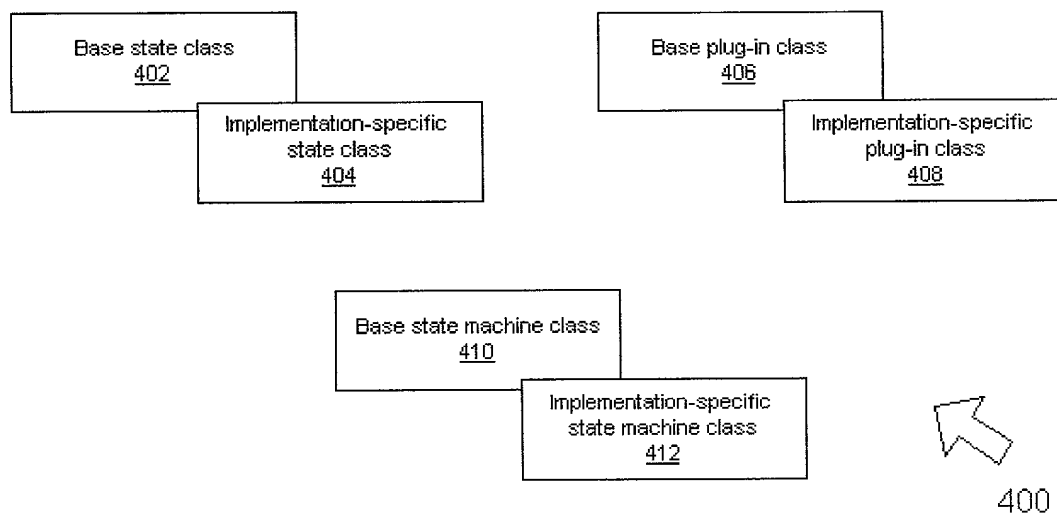 Base state class
402
Implementation-specific
state class
404
Base plug-in class
406
Implementation-specific
plug-in class
408
Base state machine class
410
Implementation-specific
state machine class
412
400